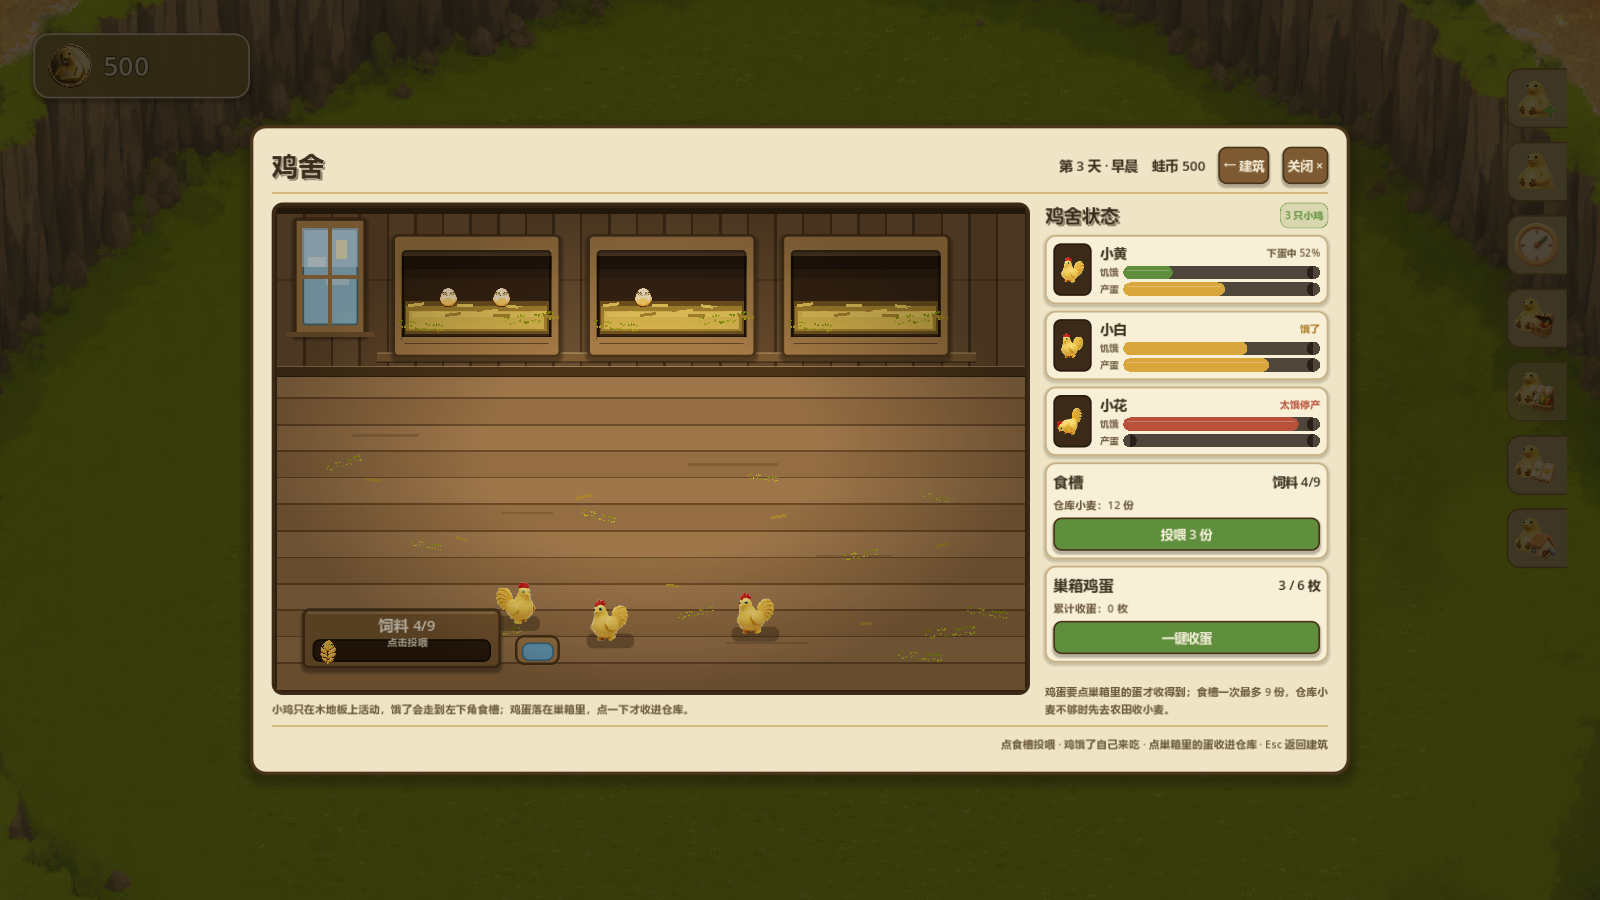 500
鸡舍
第 3 天 · 早晨 蛙币 500
← 建筑
关闭 ×
鸡舍状态
3 只小鸡
小黄
下蛋中 52%
饥饿
产蛋
小白
饿了
饥饿
产蛋
小花
太饿停产
饥饿
产蛋
食槽
饲料 4/9
仓库小麦：12 份
投喂 3 份
巢箱鸡蛋
3 / 6 枚
累计收蛋：0 枚
一键收蛋
鸡蛋要点巢箱里的蛋才收得到；食槽一次最多 9 份，仓库小
麦不够时先去农田收小麦。
饲料 4/9
点击投喂
小鸡只在木地板上活动，饿了会走到左下角食槽；鸡蛋落在巢箱里，点一下才收进仓库。
点食槽投喂 · 鸡饿了自己来吃 · 点巢箱里的蛋收进仓库 · Esc 返回建筑